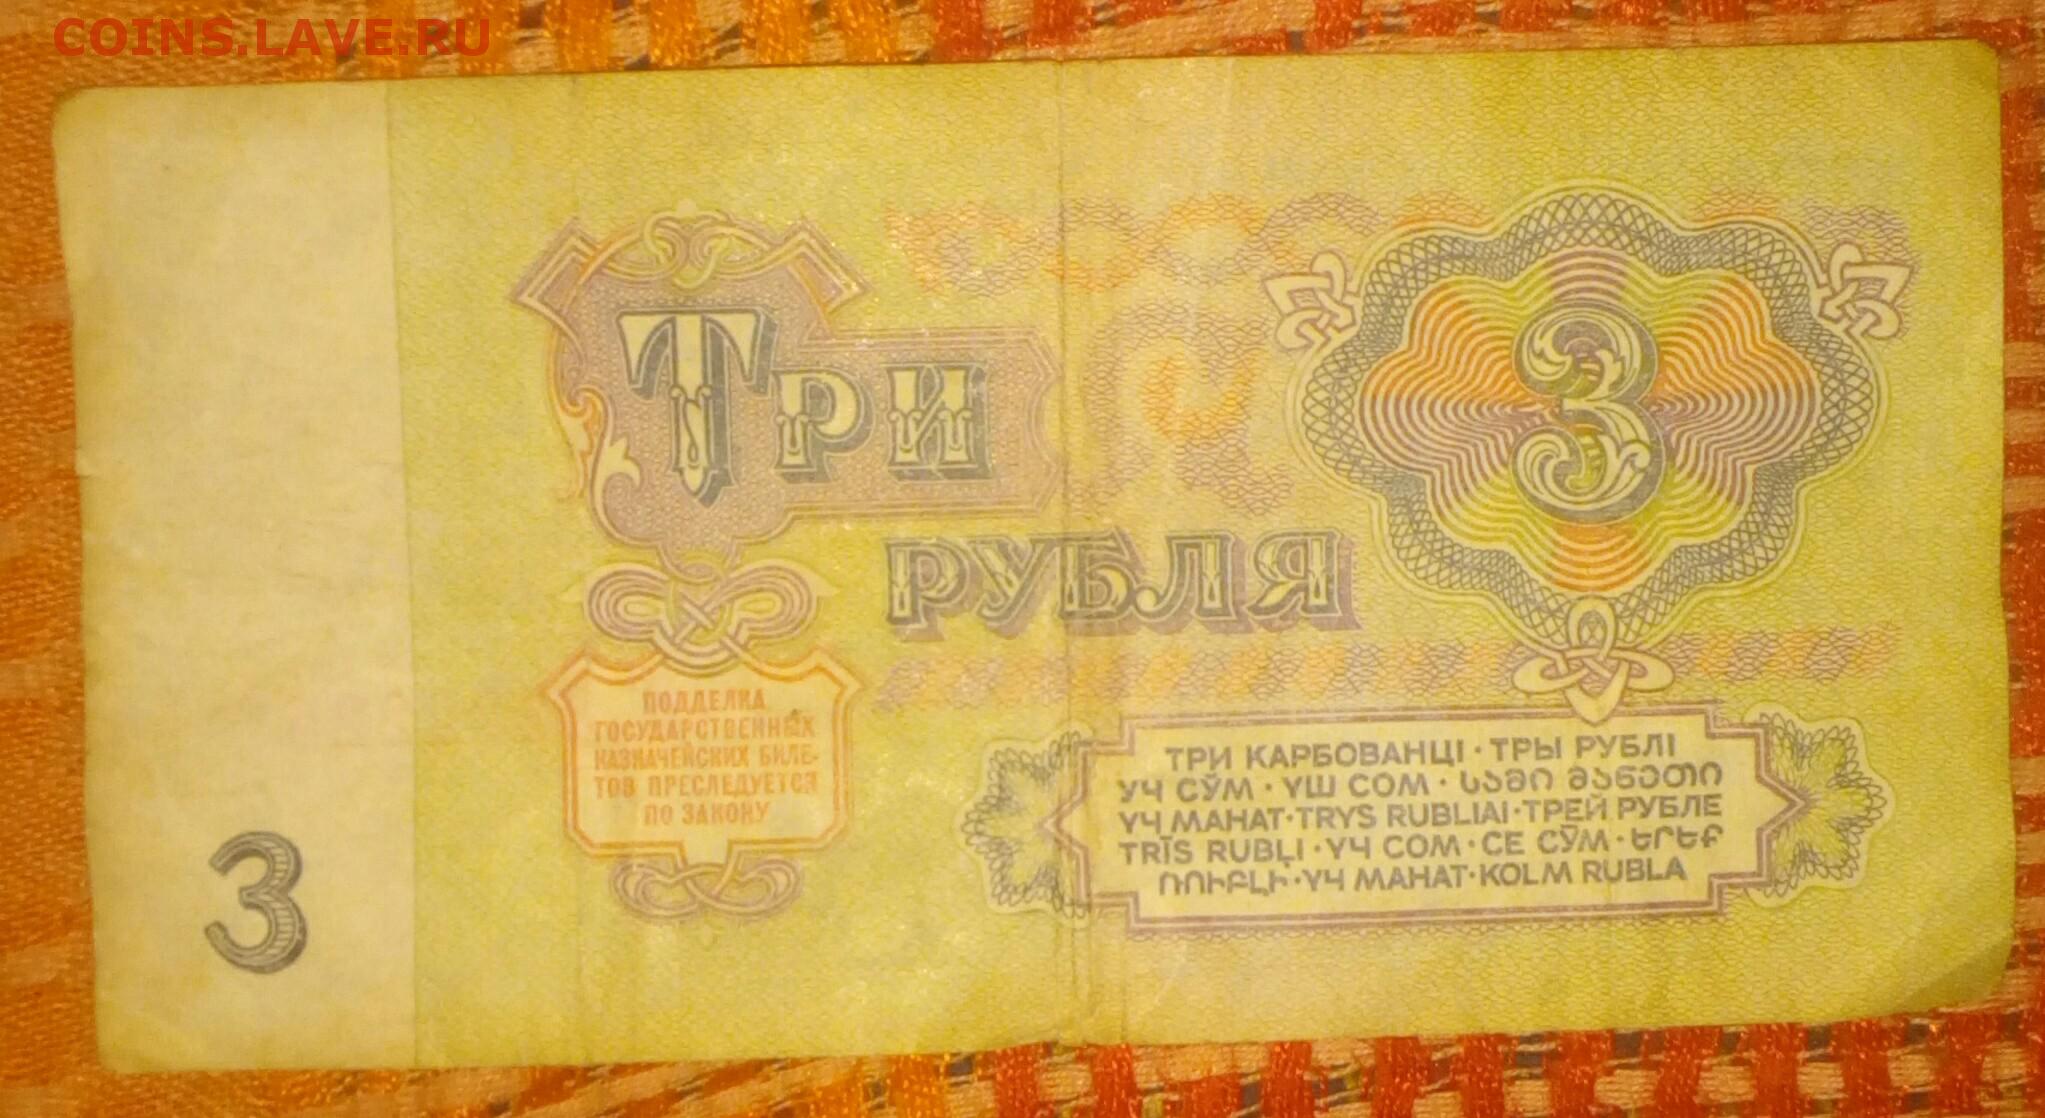 COINS.LAVE.RU
ТРИ
РУБЛЯ
3
ПОДДЕЛКА
ГОСУДАРСТВЕННЫХ
КАЗНАЧЕЙСКИХ БИЛЕ-
ТОВ ПРЕСЛЕДУЕТСЯ
ПО ЗАКОНУ
3
ТРИ КАРБОВАНЦІ · ТРЫ РУБЛІ
УЧ СЎМ · ҮШ СОМ · ᲡᲐᲛᲘ ᲛᲐᲜᲔᲗᲘ
ҮЧ МАНАТ · TRYS RUBLIAI · ТРЕЙ РУБЛЕ
TRĪS RUBĻI · ҮЧ СОМ · СЕ СӮМ · ԵՐԵՔ
ՌՈՒԲԼԻ · ҮЧ МАНАТ · KOLM RUBLA